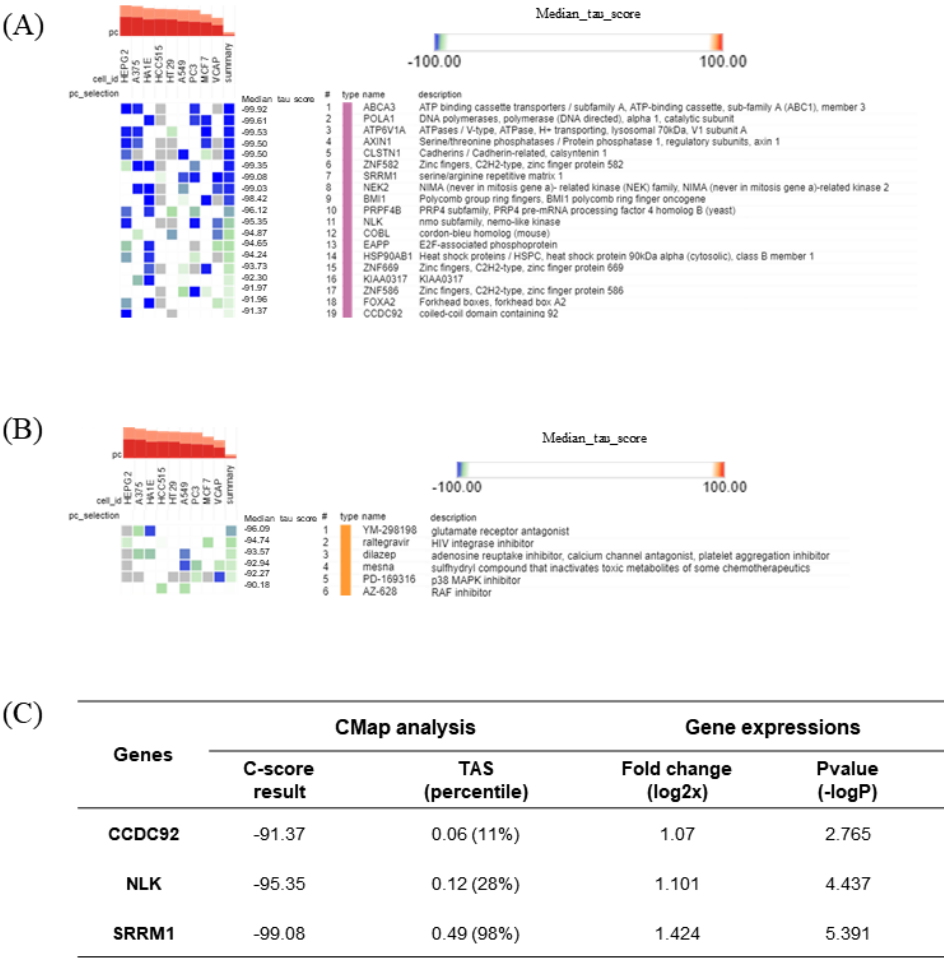 (A)
Median_tau_score
-100.00 100.00
pc
cell_id HEPG2 A375 HA1E HCC515 HT29 A549 PC3 MCF7 VCAP summary
pc_selection Median tau score # type name description
-99.92 1 ABCA3 ATP binding cassette transporters / subfamily A, ATP-binding cassette, sub-family A (ABC1), member 3
-99.61 2 POLA1 DNA polymerases, polymerase (DNA directed), alpha 1, catalytic subunit
-99.53 3 ATP6V1A ATPases / V-type, ATPase, H+ transporting, lysosomal 70kDa, V1 subunit A
-99.50 4 AXIN1 Serine/threonine phosphatases / Protein phosphatase 1, regulatory subunits, axin 1
-99.50 5 CLSTN1 Cadherins / Cadherin-related, calsyntenin 1
-99.35 6 ZNF582 Zinc fingers, C2H2-type, zinc finger protein 582
-99.08 7 SRRM1 serine/arginine repetitive matrix 1
-99.03 8 NEK2 NIMA (never in mitosis gene a)- related kinase (NEK) family, NIMA (never in mitosis gene a)-related kinase 2
-98.42 9 BMI1 Polycomb group ring fingers, BMI1 polycomb ring finger oncogene
-96.12 10 PRPF4B PRP4 subfamily, PRP4 pre-mRNA processing factor 4 homolog B (yeast)
-95.35 11 NLK nmo subfamily, nemo-like kinase
-94.87 12 COBL cordon-bleu homolog (mouse)
-94.65 13 EAPP E2F-associated phosphoprotein
-94.24 14 HSP90AB1 Heat shock proteins / HSPC, heat shock protein 90kDa alpha (cytosolic), class B member 1
-93.73 15 ZNF669 Zinc fingers, C2H2-type, zinc finger protein 669
-92.30 16 KIAA0317 KIAA0317
-91.97 17 ZNF586 Zinc fingers, C2H2-type, zinc finger protein 586
-91.96 18 FOXA2 Forkhead boxes, forkhead box A2
-91.37 19 CCDC92 coiled-coil domain containing 92
(B)
Median_tau_score
-100.00 100.00
pc
cell_id HEPG2 A375 HA1E HCC515 HT29 A549 PC3 MCF7 VCAP summary
pc_selection Median tau score # type name description
-96.09 1 YM-298198 glutamate receptor antagonist
-94.74 2 raltegravir HIV integrase inhibitor
-93.57 3 dilazep adenosine reuptake inhibitor, calcium channel antagonist, platelet aggregation inhibitor
-92.94 4 mesna sulfhydryl compound that inactivates toxic metabolites of some chemotherapeutics
-92.27 5 PD-169316 p38 MAPK inhibitor
-90.18 6 AZ-628 RAF inhibitor
(C)
Genes CMap analysis Gene expressions
C-score result TAS (percentile) Fold change (log2x) Pvalue (-logP)
CCDC92 -91.37 0.06 (11%) 1.07 2.765
NLK -95.35 0.12 (28%) 1.101 4.437
SRRM1 -99.08 0.49 (98%) 1.424 5.391